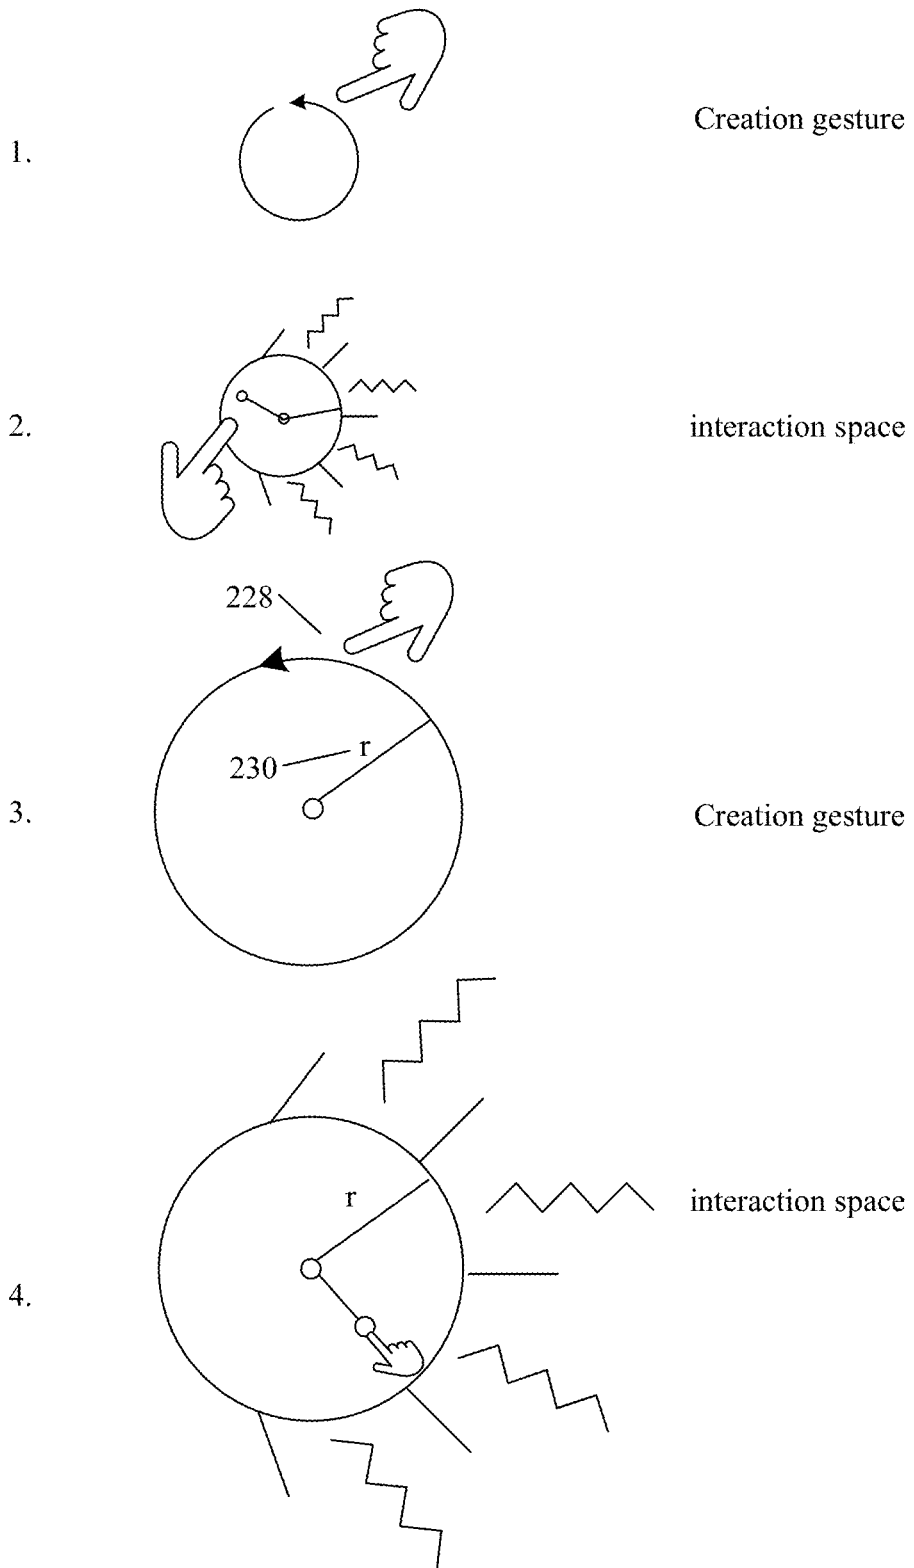 Creation gesture
1.
2.
interaction space
228
r
230
3.
Creation gesture
r
interaction space
4.